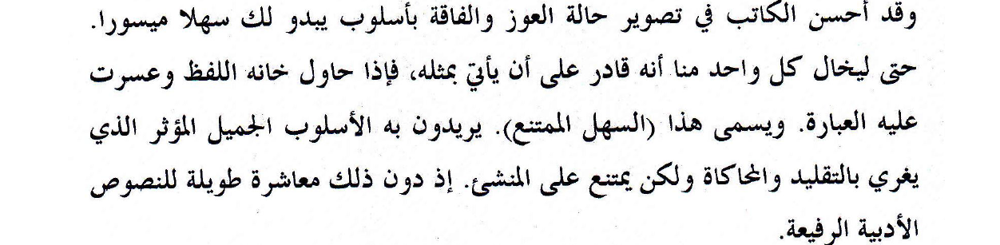 وقد أحسن الكاتب في تصوير حالة العوز والفاقة بأسلوب يبدو لك سهلا ميسورا.
حتى ليخال كل واحد منا أنه قادر على أن يأتي بمثله، فإذا حاول خانه اللفظ وعسرت
عليه العبارة. ويسمى هذا (السهل الممتنع). يريدون به الأسلوب الجميل المؤثر الذي
يغري بالتقليد والمحاكاة ولكن يمتنع على المنشئ. إذ دون ذلك معاشرة طويلة للنصوص
الأدبية الرفيعة.